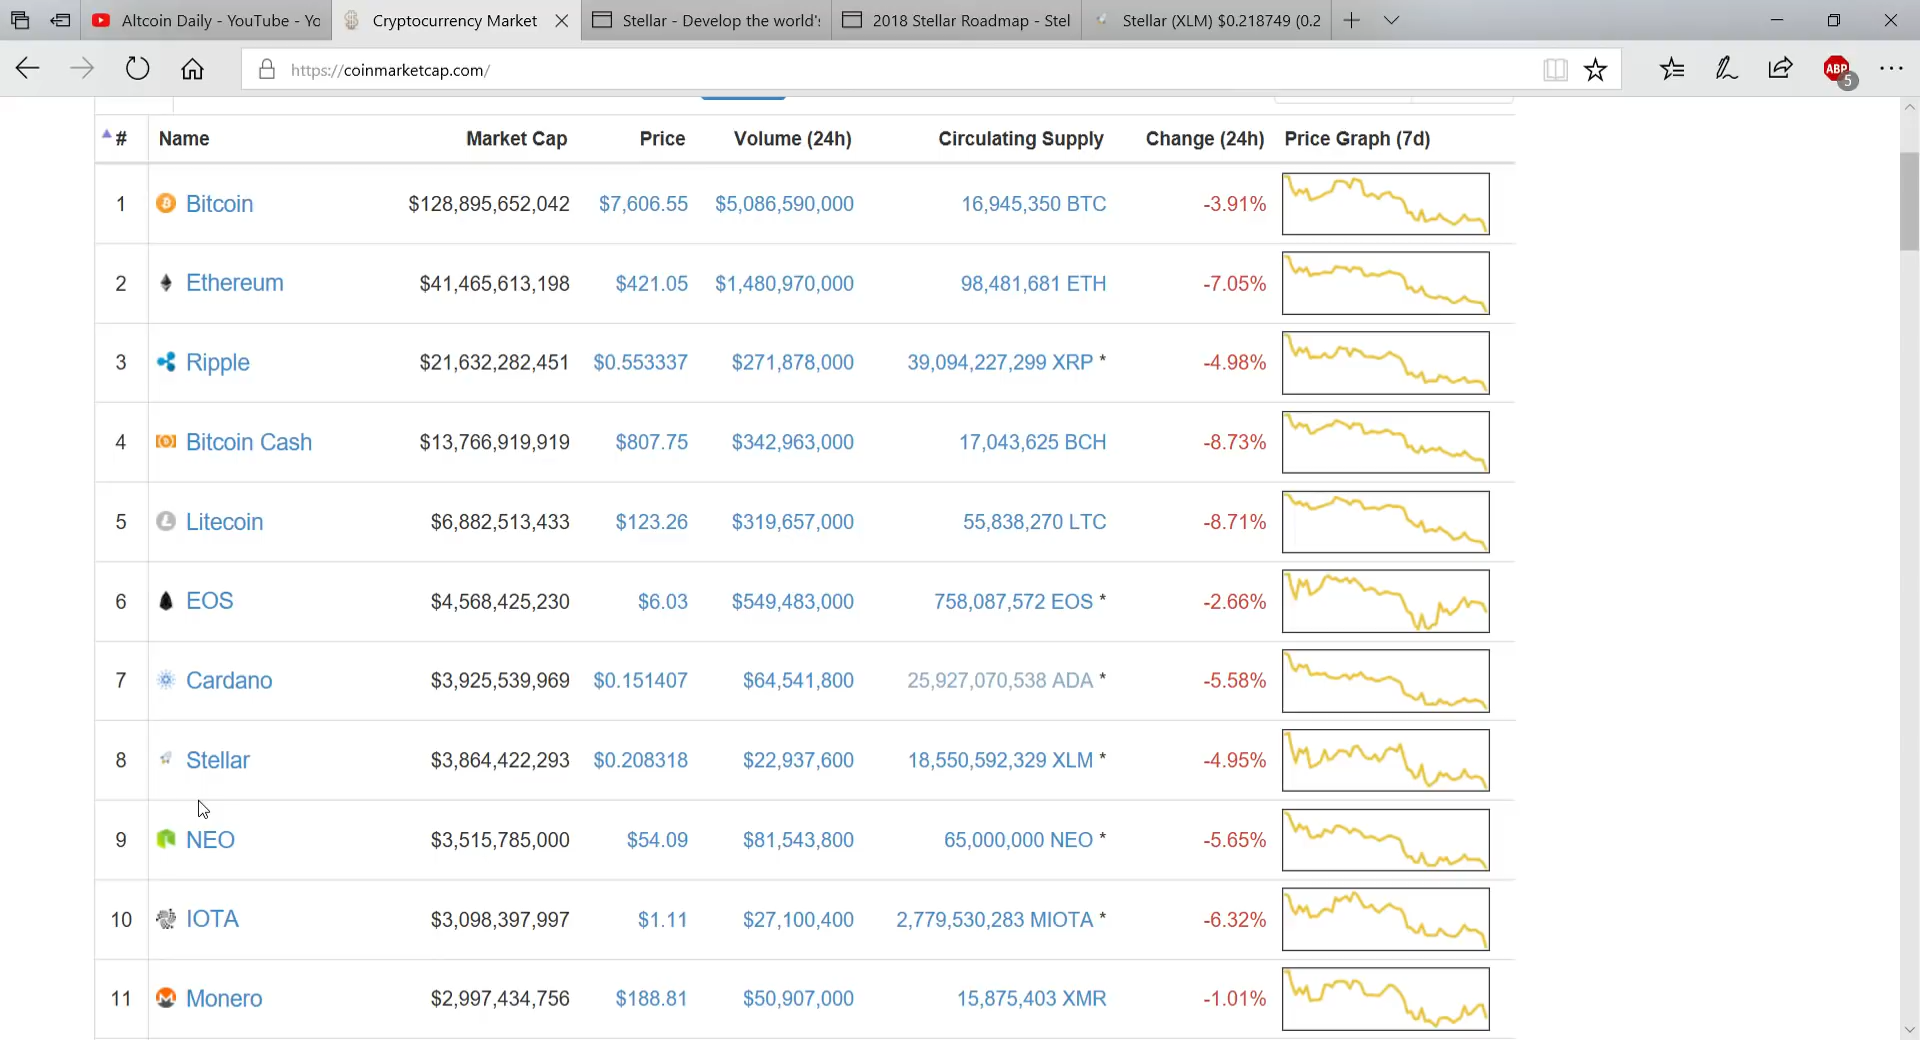 Altcoin Daily - YouTube - Yo
Cryptocurrency Market
Stellar - Develop the world's
2018 Stellar Roadmap - Stel
Stellar (XLM) $0.218749 (0.2
https://coinmarketcap.com/
ABP
5
# Name Market Cap Price Volume (24h) Circulating Supply Change (24h) Price Graph (7d)
1 Bitcoin $128,895,652,042 $7,606.55 $5,086,590,000 16,945,350 BTC -3.91%
2 Ethereum $41,465,613,198 $421.05 $1,480,970,000 98,481,681 ETH -7.05%
3 Ripple $21,632,282,451 $0.553337 $271,878,000 39,094,227,299 XRP * -4.98%
4 Bitcoin Cash $13,766,919,919 $807.75 $342,963,000 17,043,625 BCH -8.73%
5 Litecoin $6,882,513,433 $123.26 $319,657,000 55,838,270 LTC -8.71%
6 EOS $4,568,425,230 $6.03 $549,483,000 758,087,572 EOS * -2.66%
7 Cardano $3,925,539,969 $0.151407 $64,541,800 25,927,070,538 ADA * -5.58%
8 Stellar $3,864,422,293 $0.208318 $22,937,600 18,550,592,329 XLM * -4.95%
9 NEO $3,515,785,000 $54.09 $81,543,800 65,000,000 NEO * -5.65%
10 IOTA $3,098,397,997 $1.11 $27,100,400 2,779,530,283 MIOTA * -6.32%
11 Monero $2,997,434,756 $188.81 $50,907,000 15,875,403 XMR -1.01%